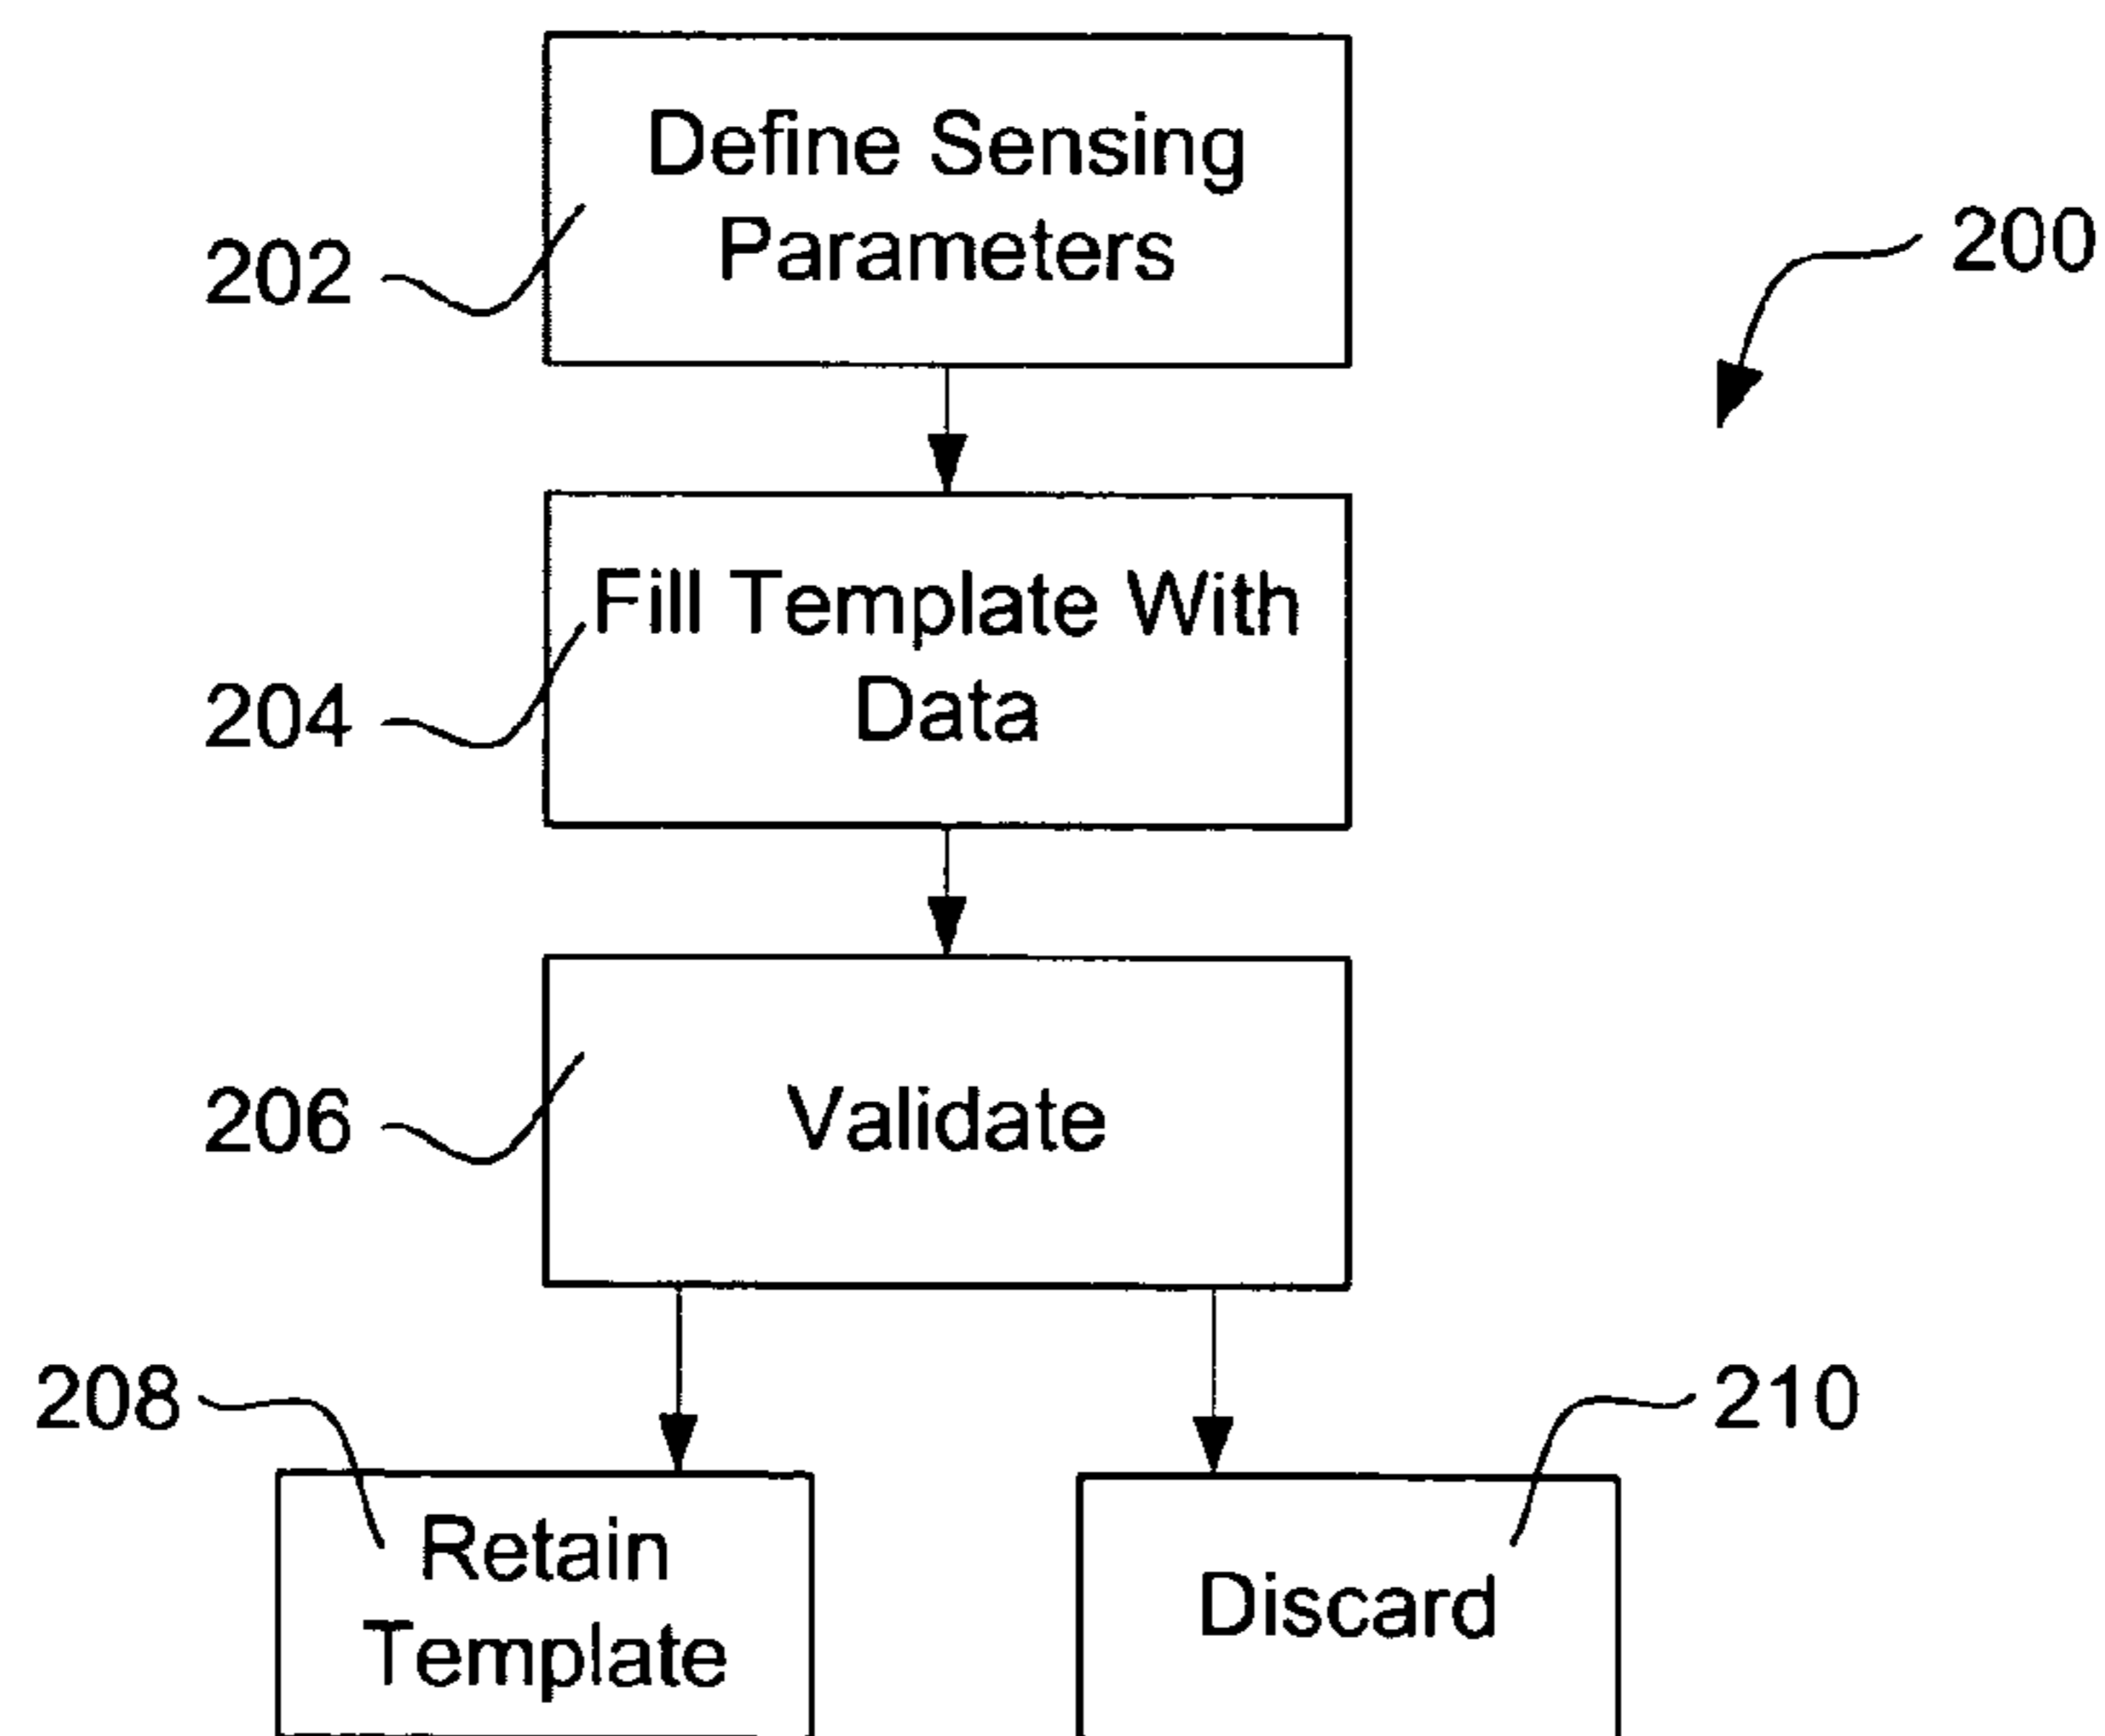 Define Sensing
Parameters
202
200
Fill Template With
Data
204
Validate
206
208
210
Retain
Template
Discard